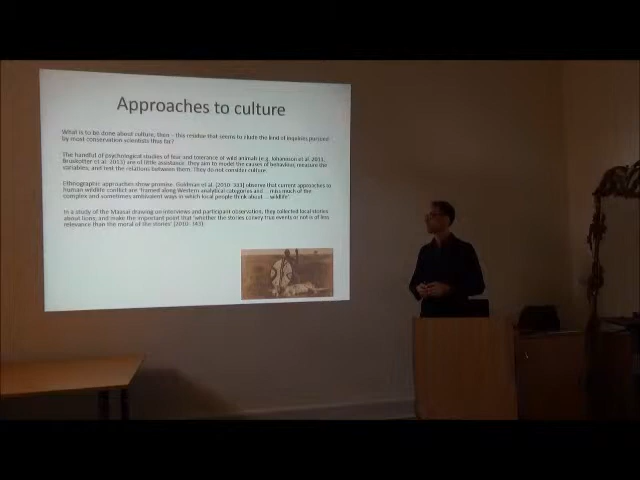 Approaches to culture
What is to be done about culture, then – this residue that seems to elude the kind of inquiries pursued
by most conservation scientists thus far?
The handful of psychological studies of fear and tolerance of wild animals (e.g. Johansson et al. 2012,
Bruskotter et al. 2015) are of little assistance: they aim to model the causes of behaviour, measure the
variables, and test the relations between them. They do not consider culture.
Ethnographic approaches show promise. Goldman et al. (2010: 333) observe that current approaches to
human wildlife conflict are 'framed along Western analytical categories and … miss much of the
complex and sometimes ambivalent ways in which local people think about … wildlife'.
In a study of the Maasai drawing on interviews and participant observation, they collected local stories
about lions, and make the important point that 'whether the stories convey true events or not is of less
relevance than the moral of the stories' (2010: 343).